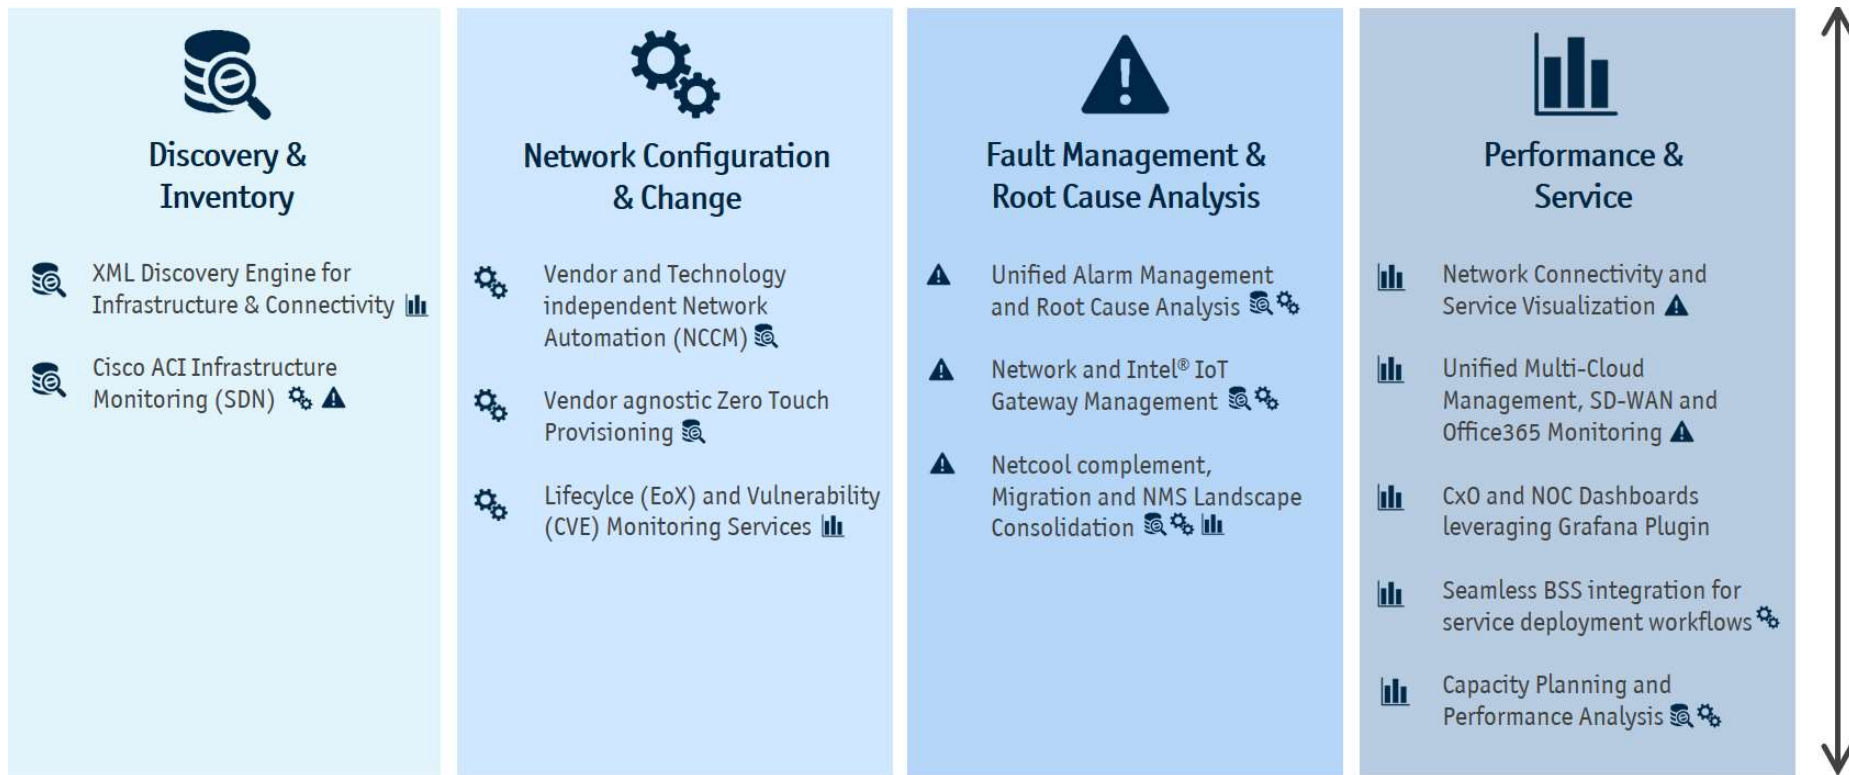 Discovery &
Inventory
XML Discovery Engine for
Infrastructure & Connectivity
Cisco ACI Infrastructure
Monitoring (SDN)
Network Configuration
& Change
Vendor and Technology
independent Network
Automation (NCCM)
Vendor agnostic Zero Touch
Provisioning
Lifecylce (EoX) and Vulnerability
(CVE) Monitoring Services
Fault Management &
Root Cause Analysis
Unified Alarm Management
and Root Cause Analysis
Network and Intel® IoT
Gateway Management
Netcool complement,
Migration and NMS Landscape
Consolidation
Performance &
Service
Network Connectivity and
Service Visualization
Unified Multi-Cloud
Management, SD-WAN and
Office365 Monitoring
CxO and NOC Dashboards
leveraging Grafana Plugin
Seamless BSS integration for
service deployment workflows
Capacity Planning and
Performance Analysis